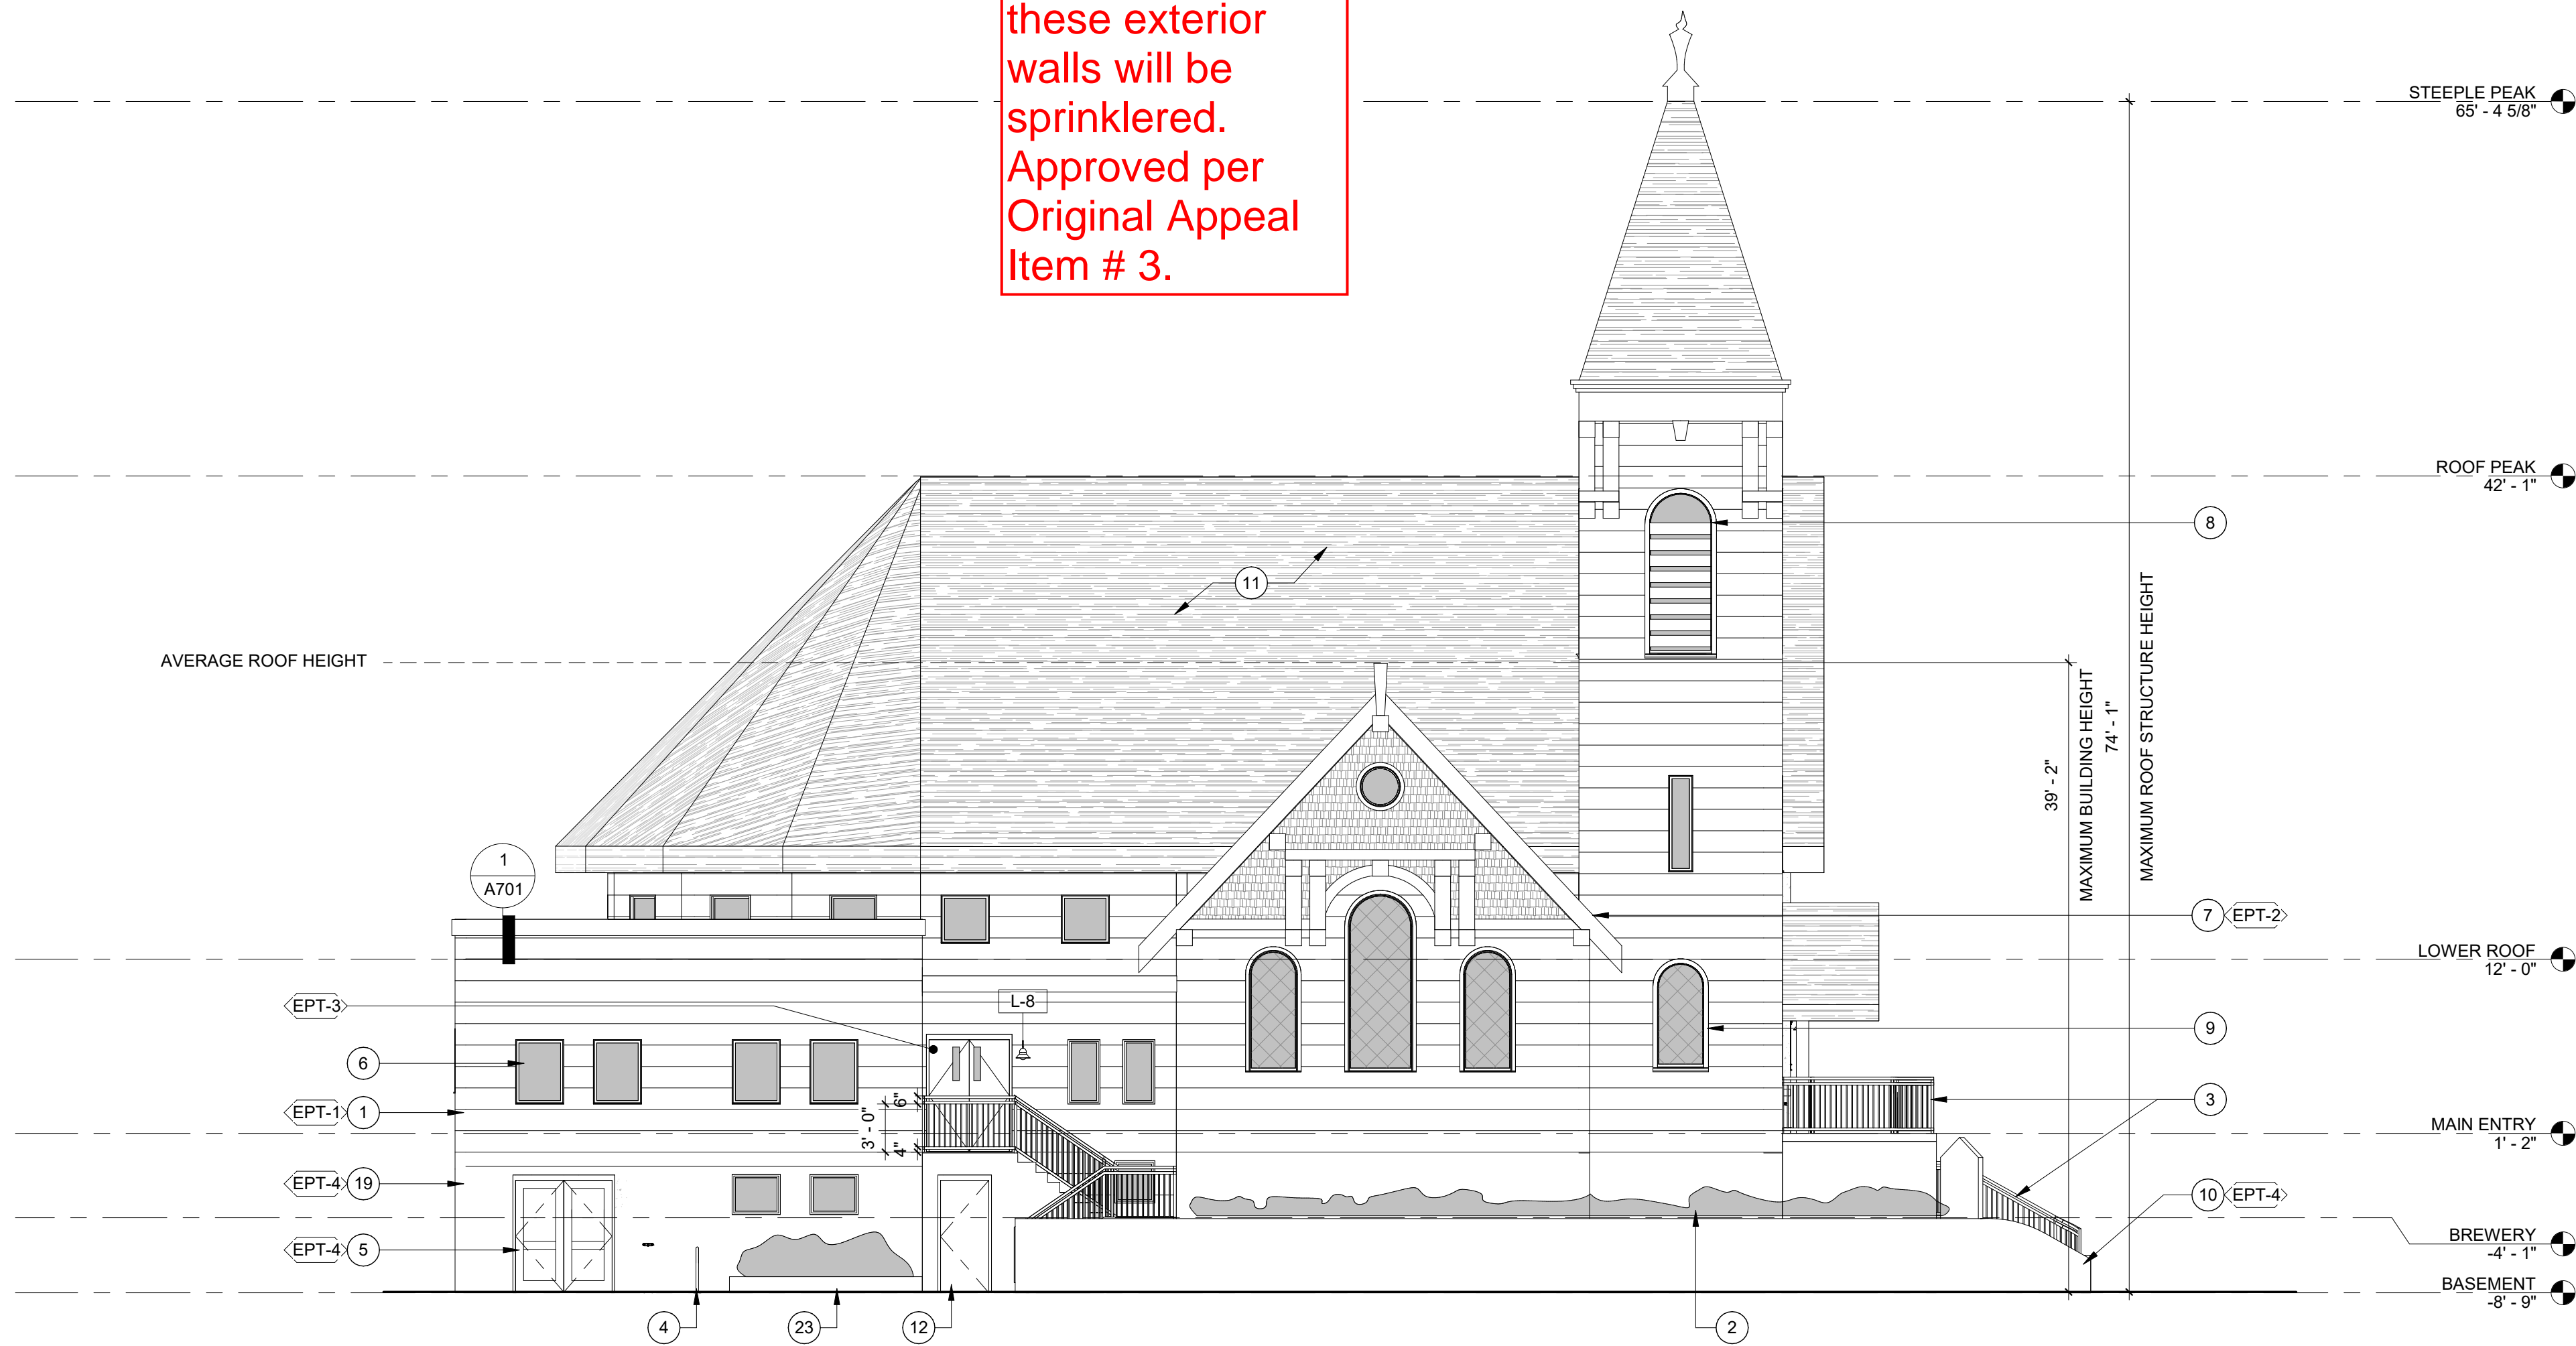 these exterior
walls will be
sprinklered.
Approved per
Original Appeal
Item # 3.
STEEPLE PEAK
65' - 4 5/8"
ROOF PEAK
42' - 1"
8
11
AVERAGE ROOF HEIGHT
39' - 2"
MAXIMUM BUILDING HEIGHT
74' - 1"
MAXIMUM ROOF STRUCTURE HEIGHT
1
A701
7 EPT-2
LOWER ROOF
12' - 0"
EPT-3
L-8
9
6
EPT-1 1
6"
3' - 0"
4"
3
MAIN ENTRY
1' - 2"
EPT-4 19
10 EPT-4
EPT-4 5
BREWERY
-4' - 1"
BASEMENT
-8' - 9"
4
23
12
2